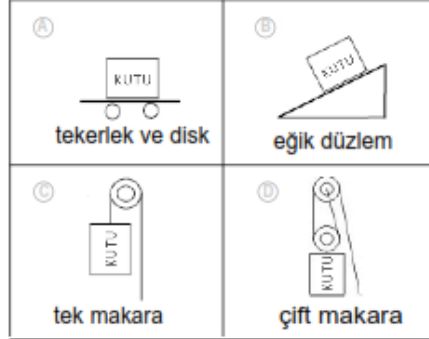 A
KUTU
tekerlek ve disk
B
KUTU
eğik düzlem
C
KUTU
tek makara
D
KUTU
çift makara